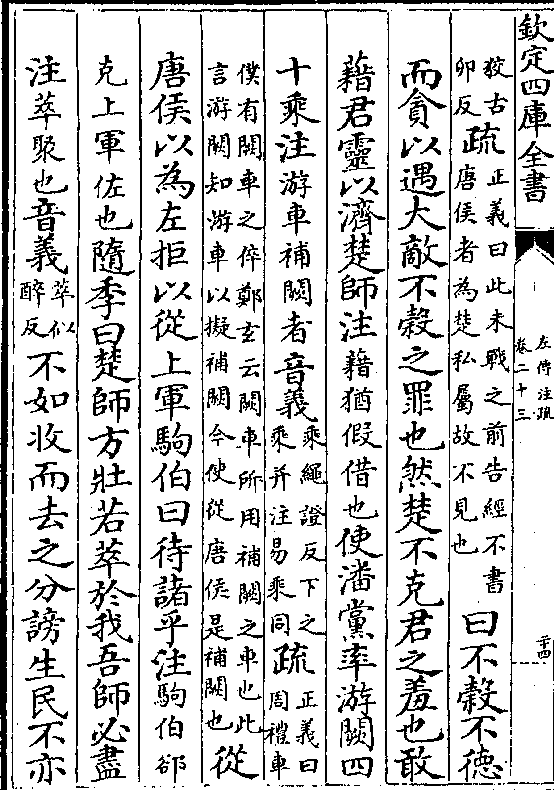 欽定四庫全書
左傳注疏
卷二十三
二十四
狡古卯反疏正義曰此未戰之前告經不書唐侯者為楚私屬故不見也曰不榖不德
而貪以遇大敵不榖之罪也然楚不克君之羞也敢
藉君靈以濟楚師注藉猶假借也使潘黨率游闕四
十乘注游車補闕者音義乘繩證反下之乘并注易乘同疏正義曰周禮車
僕有闕車之倅鄭玄云闕車所用補闕之車也此言游闕知游車以擬補闕今使從唐侯是補闕也從
唐侯以為左拒以從上軍駒伯曰待諸乎注駒伯郤
克上軍佐也隨季曰楚師方壯若萃於我吾師必盡
注萃聚也音義萃似醉反不如收而去之分謗生民不亦